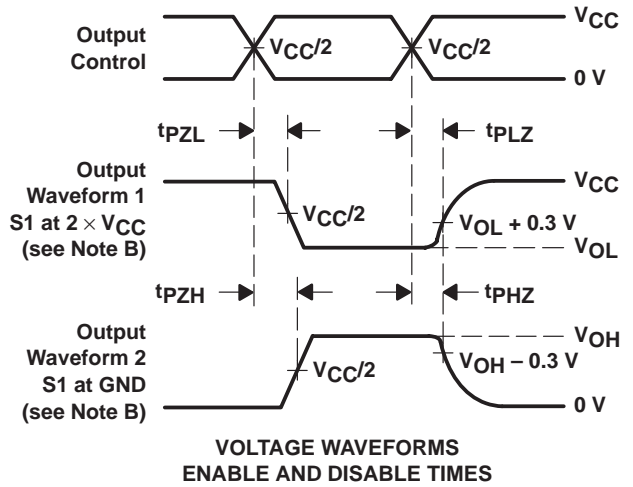 Output
Control
VCC/2
VCC/2
VCC
0 V
tPZL
tPLZ
Output
Waveform 1
S1 at 2 × VCC
(see Note B)
VCC/2
VCC
VOL + 0.3 V
VOL
tPZH
tPHZ
Output
Waveform 2
S1 at GND
(see Note B)
VCC/2
VOH
VOH − 0.3 V
0 V
VOLTAGE WAVEFORMS
ENABLE AND DISABLE TIMES